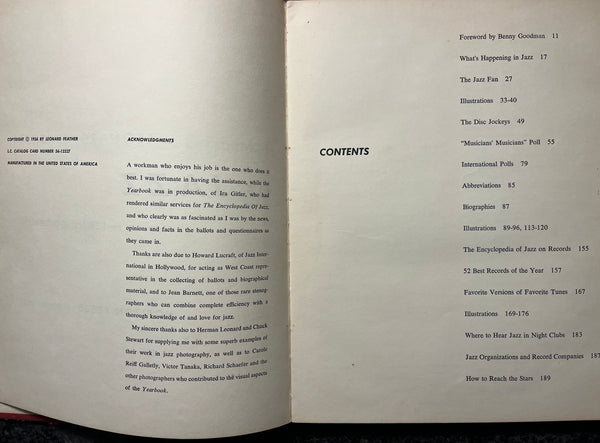 COPYRIGHT © 1956 BY LEONARD FEATHER
L.C. CATALOG CARD NUMBER 56-12327
MANUFACTURED IN THE UNITED STATES OF AMERICA
ACKNOWLEDGMENTS
A workman who enjoys his job is the one who does it
best. I was fortunate in having the assistance, while the
Yearbook was in production, of Ira Gitler, who had
rendered similar services for The Encyclopedia Of Jazz,
and who clearly was as fascinated as I was by the news,
opinions and facts in the ballots and questionnaires as
they came in.
Thanks are also due to Howard Lucraft, of Jazz Inter-
national in Hollywood, for acting as West Coast repre-
sentative in the collecting of ballots and biographical
material, and to Jean Barnett, one of those rare stenog-
raphers who can combine complete efficiency with a
thorough knowledge of and love for jazz.
My sincere thanks also to Herman Leonard and Chuck
Stewart for supplying me with some superb examples of
their work in jazz photography, as well as to Carole
Reiff Galletly, Victor Tanaka, Richard Schaefer and the
other photographers who contributed to the visual aspects
of the Yearbook.
CONTENTS
Foreword by Benny Goodman 11
What's Happening in Jazz 17
The Jazz Fan 27
Illustrations 33-40
The Disc Jockeys 49
"Musicians' Musicians" Poll 55
International Polls 79
Abbreviations 85
Biographies 87
Illustrations 89-96, 113-120
The Encyclopedia of Jazz on Records 155
52 Best Records of the Year 157
Favorite Versions of Favorite Tunes 167
Illustrations 169-176
Where to Hear Jazz in Night Clubs 183
Jazz Organizations and Record Companies 187
How to Reach the Stars 189